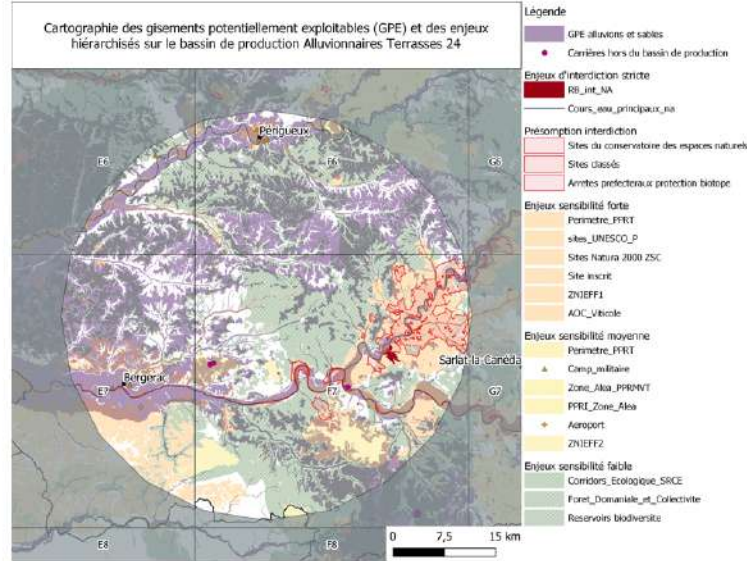 Cartographie des gisements potentiellement exploitables (GPE) et des enjeux
hiérarchisés sur le bassin de production Alluvionnaires Terrasses 24
Périgueux
E6
F6
G6
Sarlat-la-Canéda
Bergerac
E7
F7
G7
E8
F8
0 7,5 15 km
Légende
GPE alluvions et sables
Carrières hors du bassin de production
Enjeux d'interdiction stricte
RB_int_NA
Cours_eau_principaux_na
Présomption interdiction
Sites du conservatoire des espaces naturels
Sites classés
Arretes prefecteraux protection biotope
Enjeux sensibilité forte
Perimetre_PPRT
sites_UNESCO_P
Sites Natura 2000 ZSC
Site inscrit
ZNIEFF1
AOC_Viticole
Enjeux sensibilité moyenne
Perimetre_PPRT
Camp_militaire
Zone_Alea_PPRMVT
PPRI_Zone_Alea
Aeroport
ZNIEFF2
Enjeux sensibilité faible
Corridors_Ecologique_SRCE
Foret_Domaniale_et_Collectivite
Reservoirs biodiversite